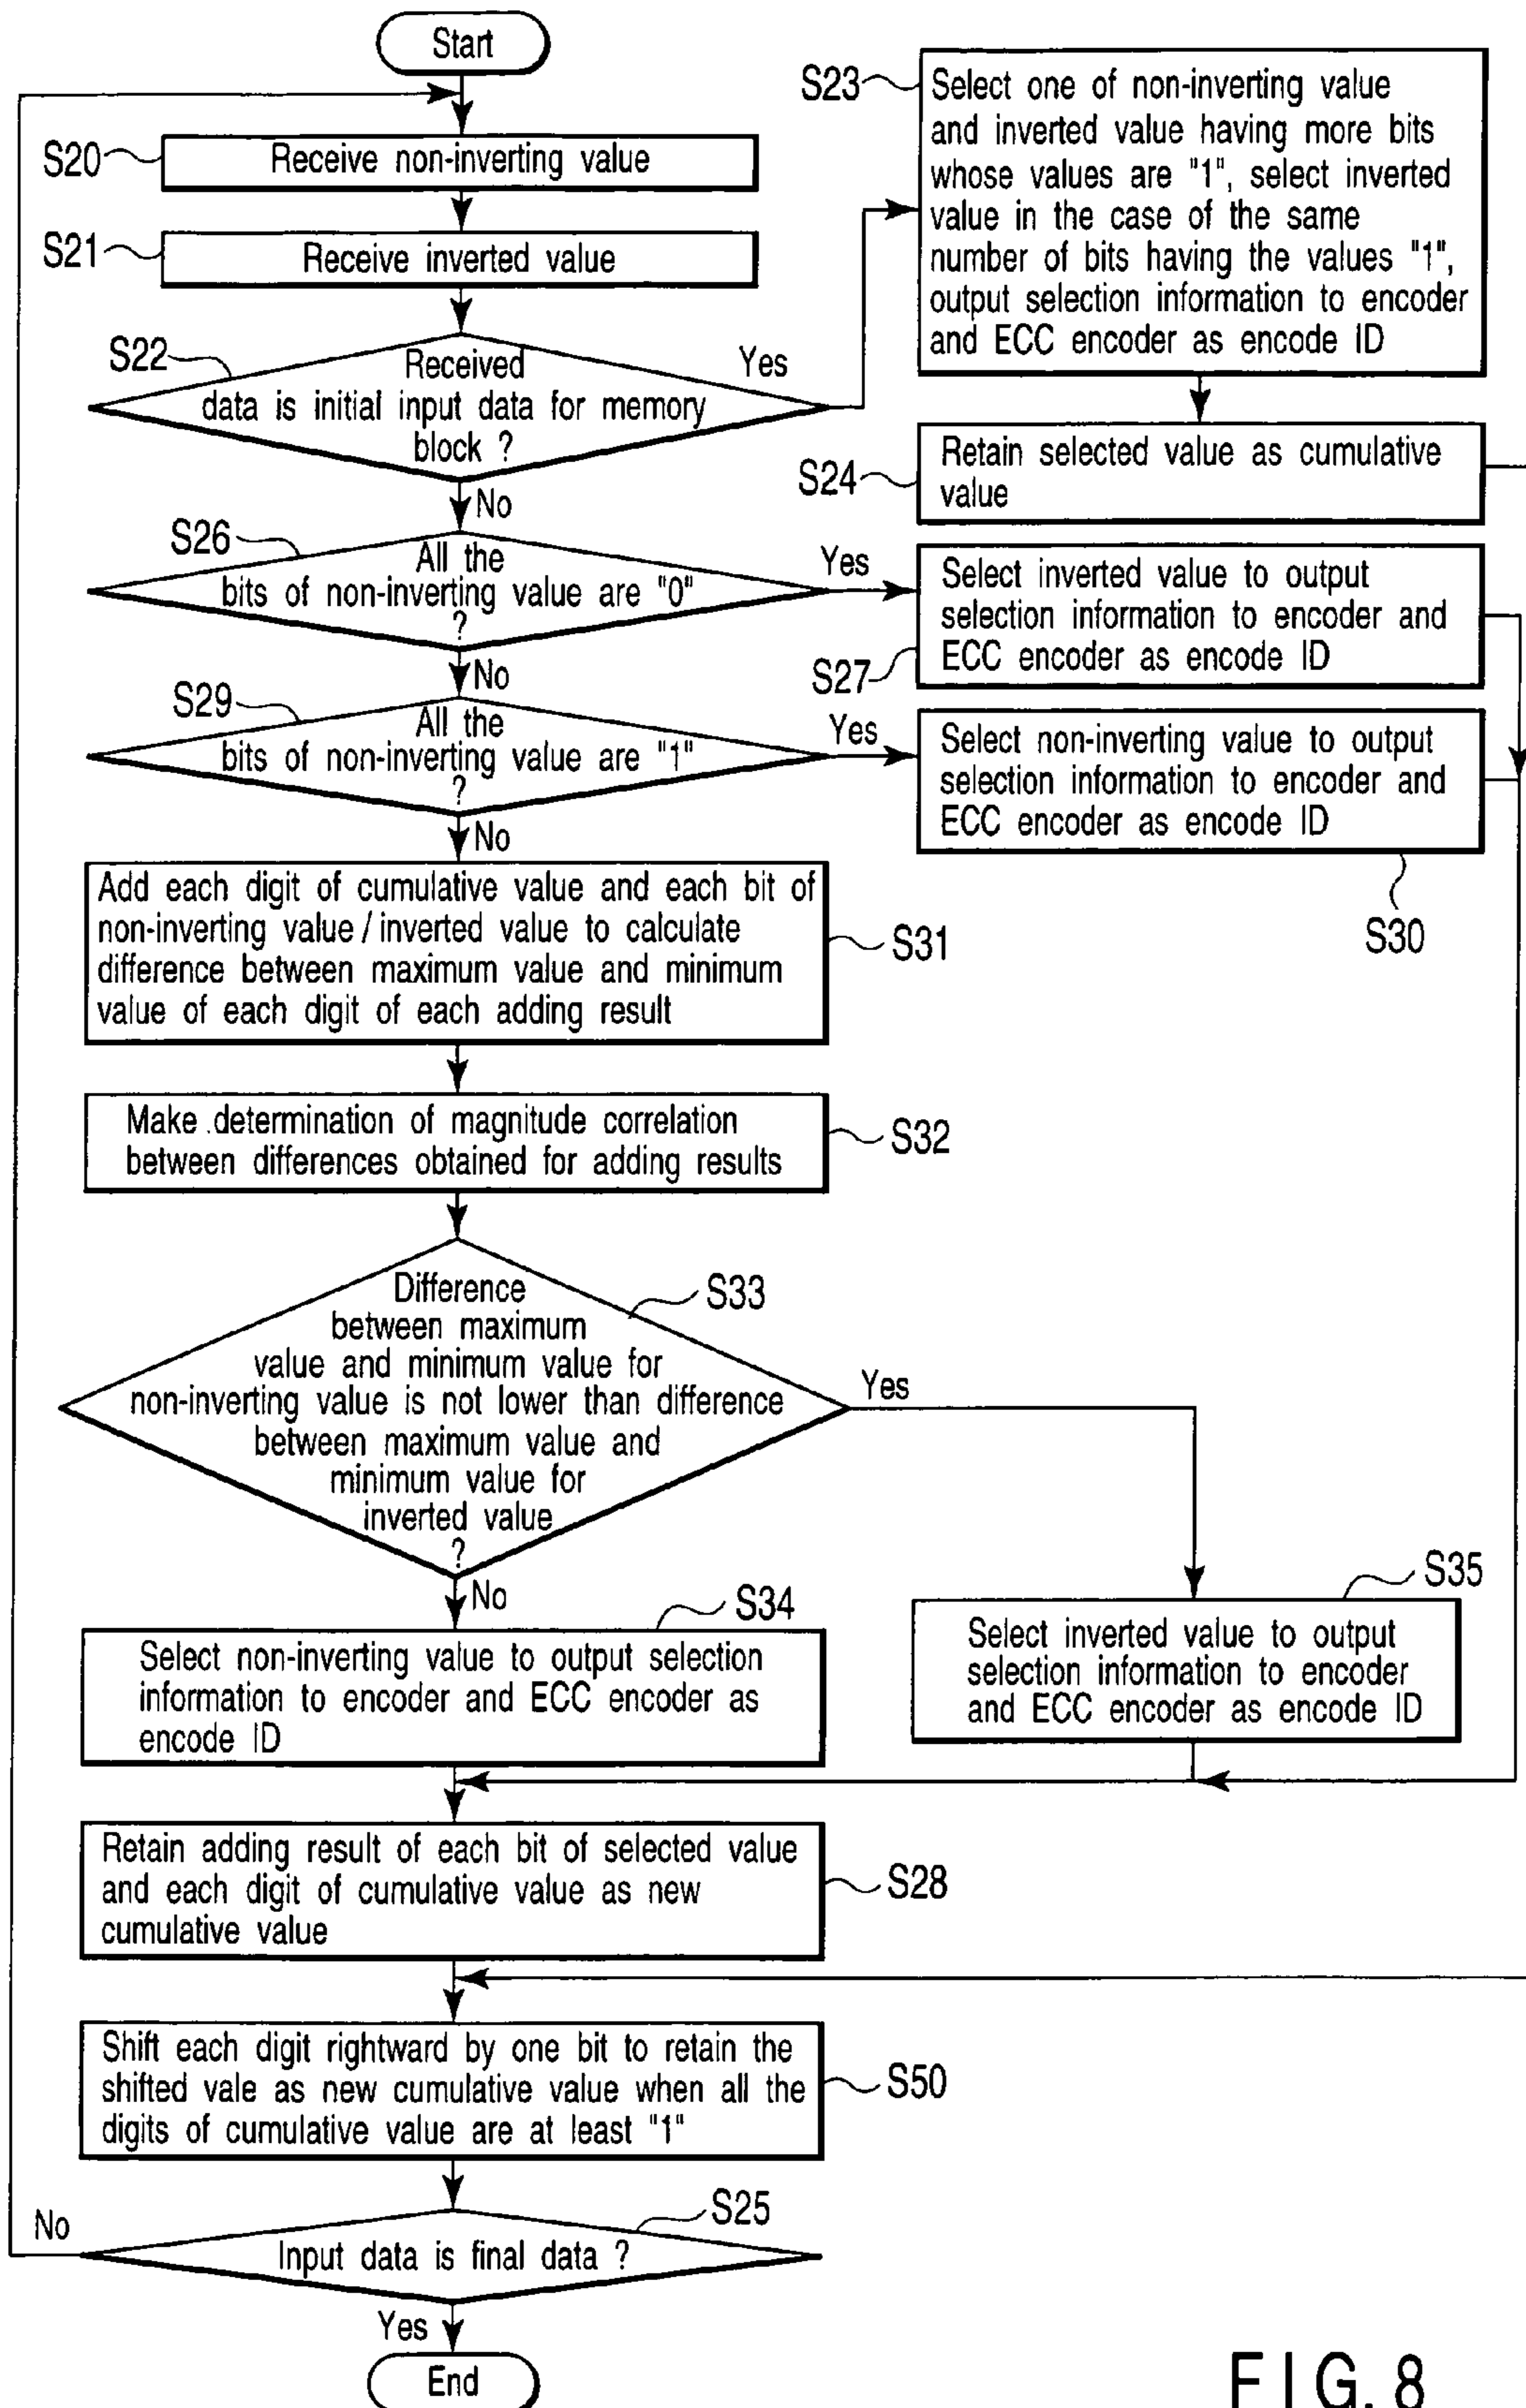 Start
S20
Receive non-inverting value
S21
Receive inverted value
S22
Received
data is initial input data for memory
block ?
Yes
No
S23
Select one of non-inverting value
and inverted value having more bits
whose values are "1", select inverted
value in the case of the same
number of bits having the values "1",
output selection information to encoder
and ECC encoder as encode ID
S24
Retain selected value as cumulative
value
S26
All the
bits of non-inverting value are "0"
?
Yes
No
S27
Select inverted value to output
selection information to encoder and
ECC encoder as encode ID
S29
All the
bits of non-inverting value are "1"
?
Yes
No
Select non-inverting value to output
selection information to encoder and
ECC encoder as encode ID
S30
Add each digit of cumulative value and each bit of
non-inverting value / inverted value to calculate
difference between maximum value and minimum
value of each digit of each adding result
S31
Make .determination of magnitude correlation
between differences obtained for adding results
S32
Difference
between maximum
value and minimum value for
non-inverting value is not lower than difference
between maximum value and
minimum value for
inverted value
?
S33
Yes
No
S34
Select non-inverting value to output selection
information to encoder and ECC encoder as
encode ID
S35
Select inverted value to output
selection information to encoder
and ECC encoder as encode ID
Retain adding result of each bit of selected value
and each digit of cumulative value as new
cumulative value
S28
Shift each digit rightward by one bit to retain the
shifted vale as new cumulative value when all the
digits of cumulative value are at least "1"
S50
S25
Input data is final data ?
No
Yes
End
FIG. 8